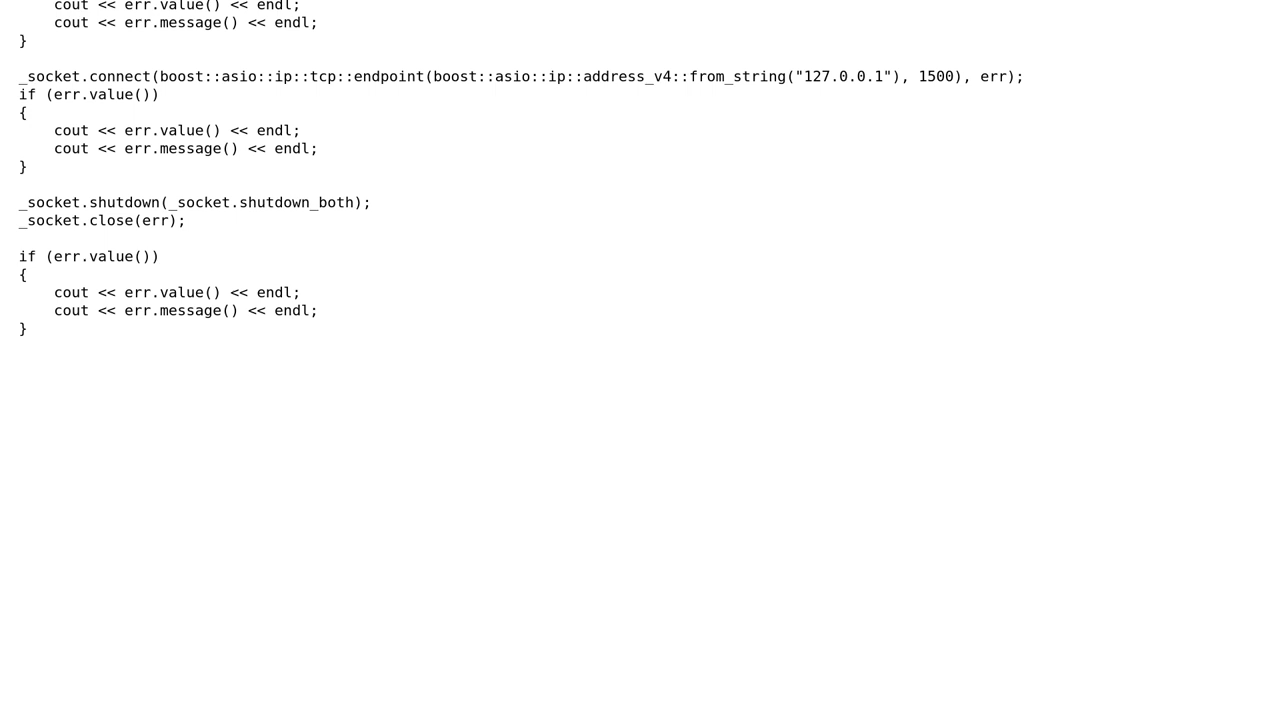 cout << err.value() << endl;
    cout << err.message() << endl;
}

_socket.connect(boost::asio::ip::tcp::endpoint(boost::asio::ip::address_v4::from_string("127.0.0.1"), 1500), err);
if (err.value())
{
    cout << err.value() << endl;
    cout << err.message() << endl;
}

_socket.shutdown(_socket.shutdown_both);
_socket.close(err);

if (err.value())
{
    cout << err.value() << endl;
    cout << err.message() << endl;
}